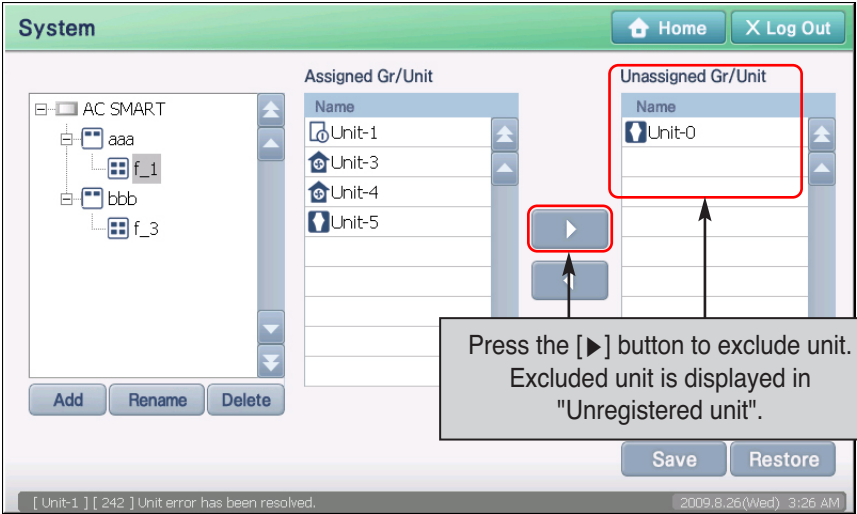 System
Home
X Log Out
Assigned Gr/Unit
Unassigned Gr/Unit
AC SMART
aaa
f_1
bbb
f_3
Name
Unit-1
Unit-3
Unit-4
Unit-5
Name
Unit-0
Press the [▶] button to exclude unit.
Excluded unit is displayed in
"Unregistered unit".
Add
Rename
Delete
Save
Restore
[ Unit-1 ] [ 242 ] Unit error has been resolved.
2009.8.26(Wed) 3:26 AM